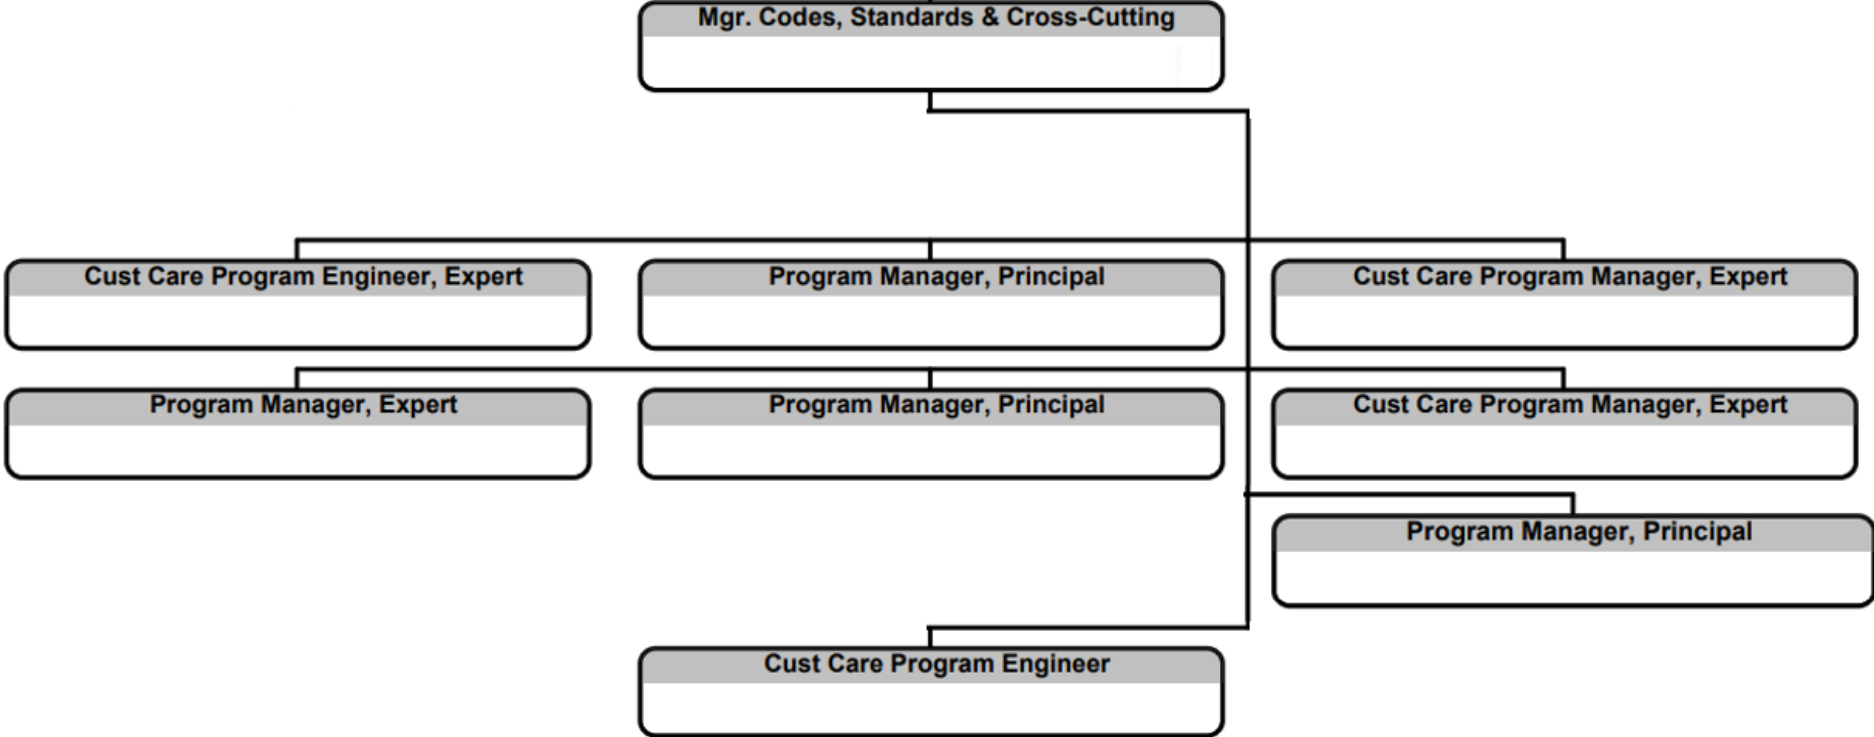 Mgr. Codes, Standards & Cross-Cutting
Cust Care Program Engineer, Expert
Program Manager, Principal
Cust Care Program Manager, Expert
Program Manager, Expert
Program Manager, Principal
Cust Care Program Manager, Expert
Program Manager, Principal
Cust Care Program Engineer